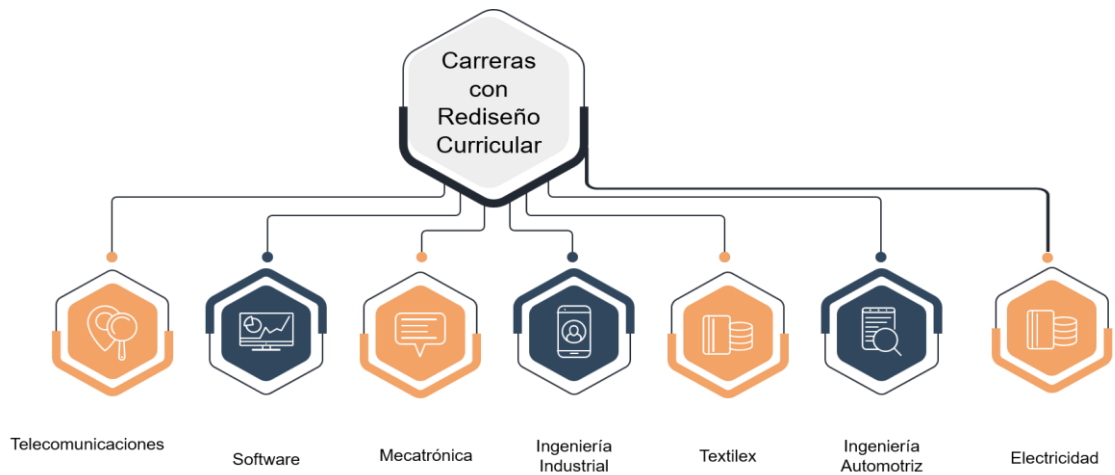 Carreras
con
Rediseño
Curricular
Telecomunicaciones
Software
Mecatrónica
Ingeniería
Industrial
Textilex
Ingeniería
Automotriz
Electricidad